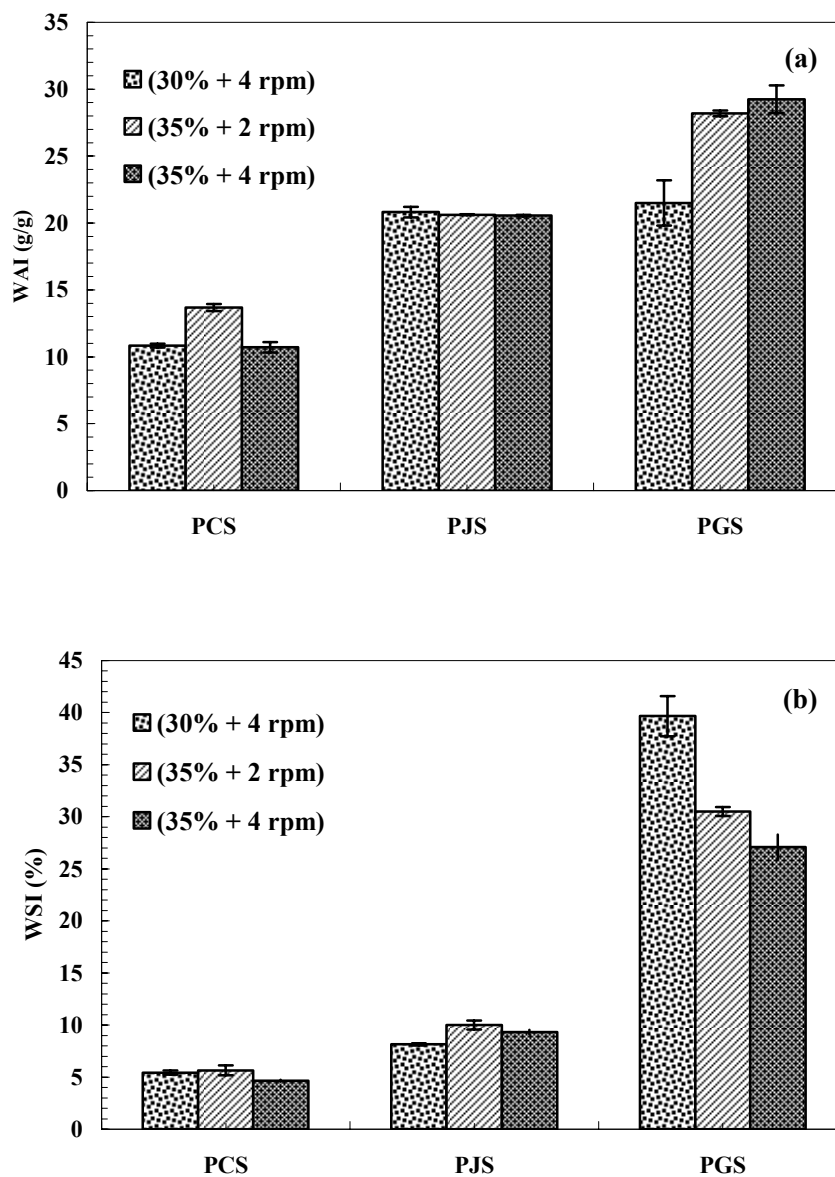 35
(a)
(30% + 4 rpm)
30
25
(35% + 2 rpm)
(35% + 4 rpm)
20
WAI (g/g)
15
10
5
0
PCS PJS PGS
45
(b)
40
(30% + 4 rpm)
35
(35% + 2 rpm)
30
(35% + 4 rpm)
25
WSI (%)
20
15
10
5
0
PCS PJS PGS